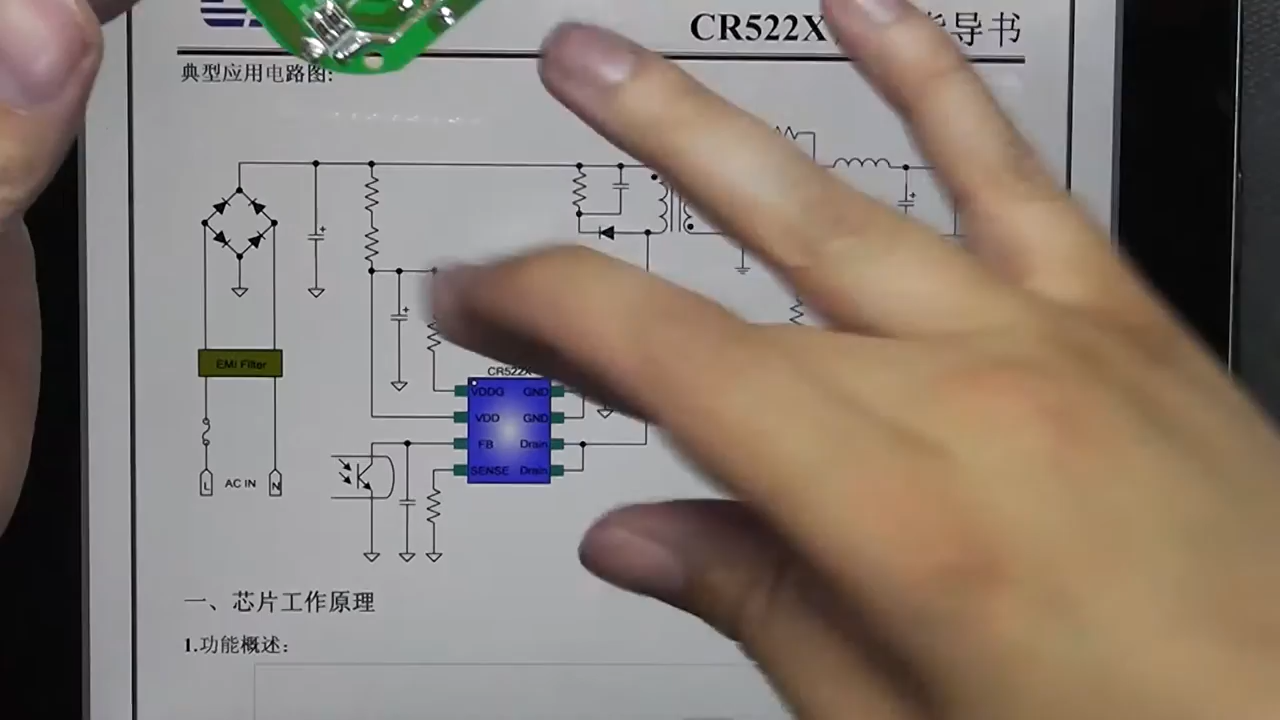 CR522X
指导书
典型应用电路图:
EMI Filter
CR522X
VDDG GND
VDD GND
FB Drain
SENSE Drain
L AC IN N
一、芯片工作原理
1.功能概述: